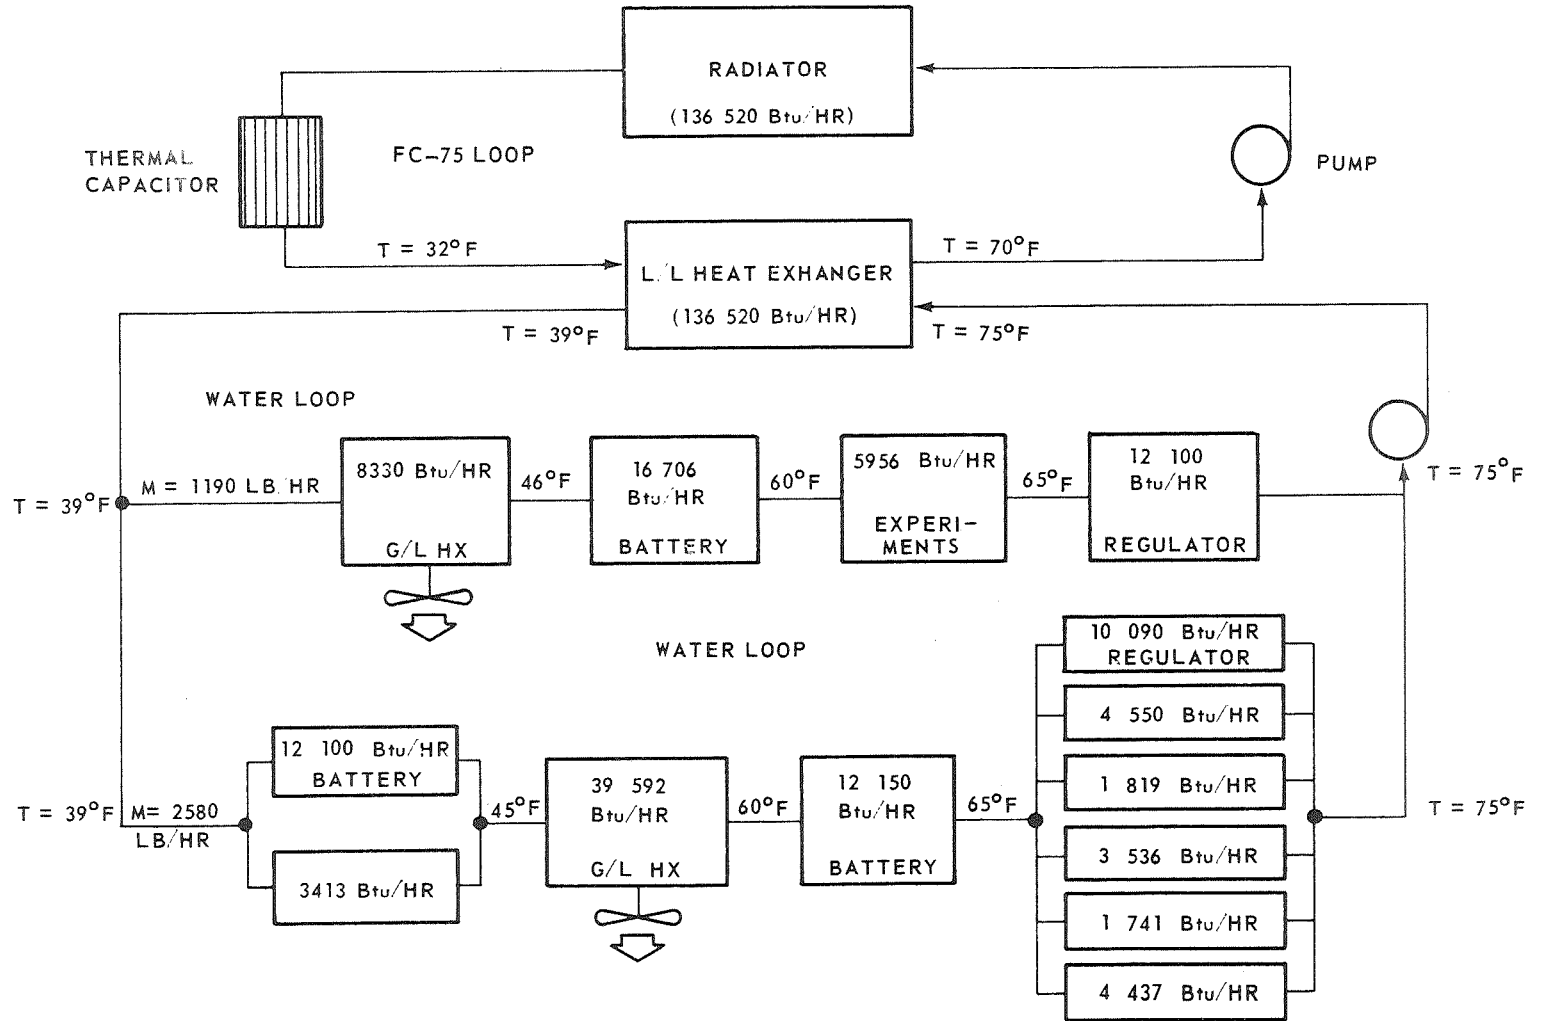 RADIATOR
(136 520 Btu/HR)
THERMAL
CAPACITOR
FC-75 LOOP
PUMP
T = 32°F
T = 70°F
L/L HEAT EXHANGER
(136 520 Btu/HR)
T = 39°F
T = 75°F
WATER LOOP
T = 39°F
M = 1190 LB/HR
8330 Btu/HR
G/L HX
46°F
16 706
Btu/HR
BATTERY
60°F
5956 Btu/HR
EXPERI-
MENTS
65°F
12 100
Btu/HR
REGULATOR
T = 75°F
WATER LOOP
T = 39°F
M= 2580
LB/HR
12 100 Btu/HR
BATTERY
3413 Btu/HR
45°F
39 592
Btu/HR
G/L HX
60°F
12 150
Btu/HR
BATTERY
65°F
10 090 Btu/HR
REGULATOR
4 550 Btu/HR
1 819 Btu/HR
3 536 Btu/HR
1 741 Btu/HR
4 437 Btu/HR
T = 75°F